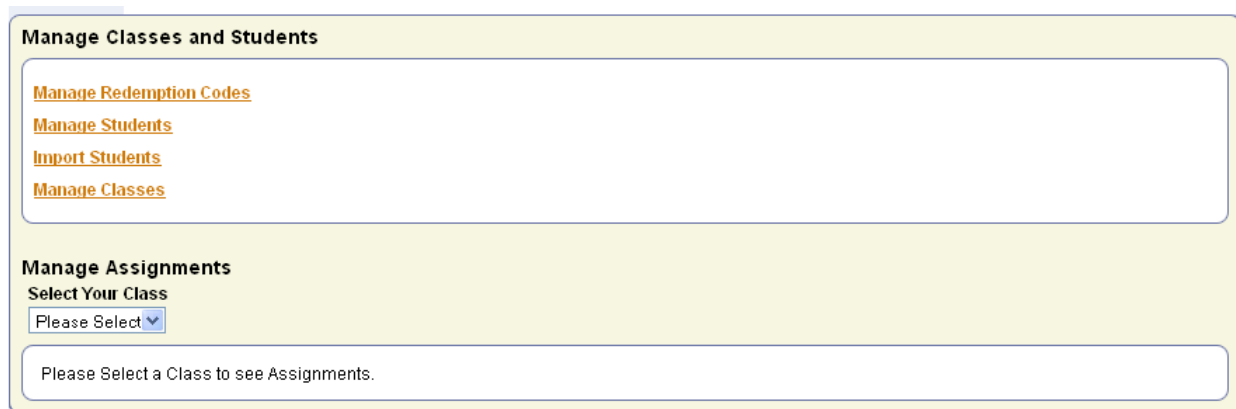 Manage Classes and Students
Manage Redemption Codes
Manage Students
Import Students
Manage Classes
Manage Assignments
Select Your Class
Please Select
Please Select a Class to see Assignments.